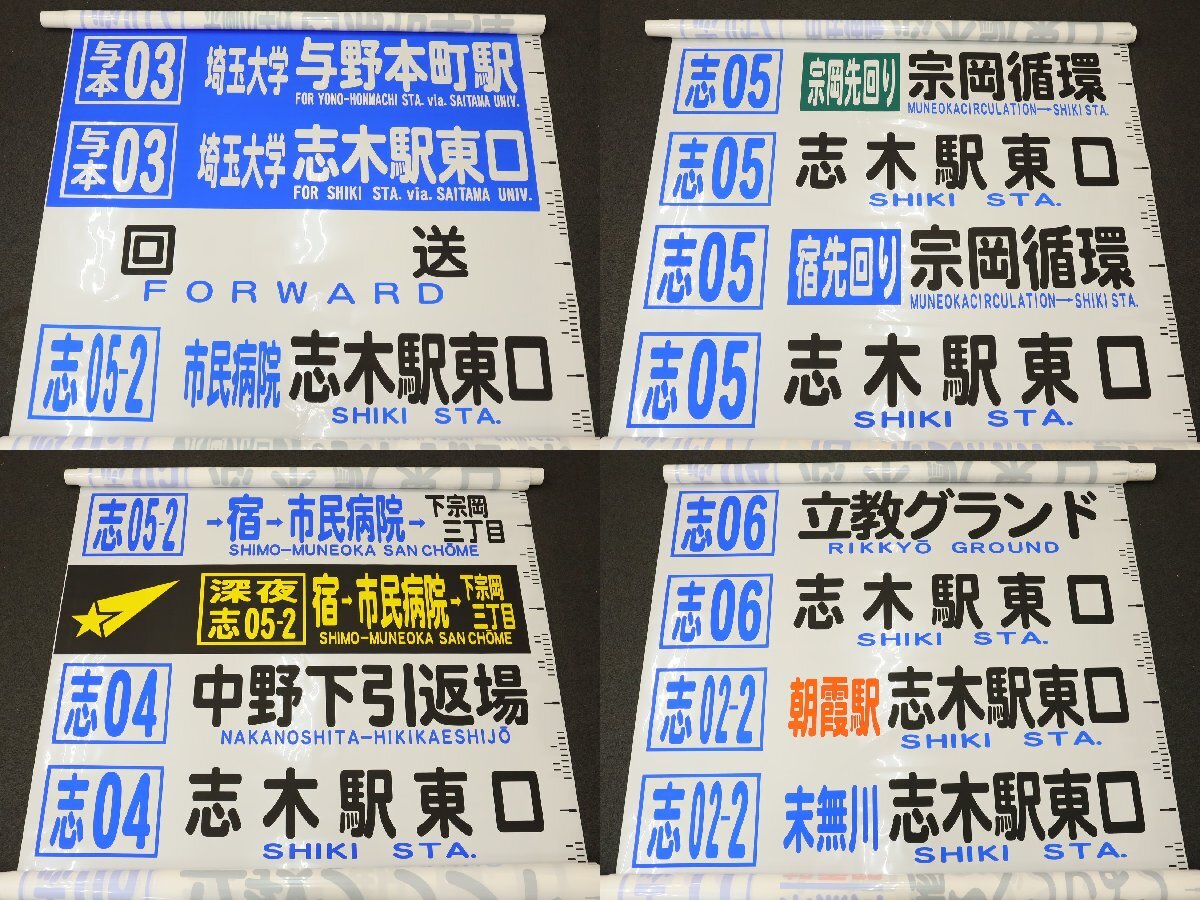 与本03 埼玉大学 与野本町駅
FOR YONO-HONMACHI STA. via. SAITAMA UNIV.
与本03 埼玉大学 志木駅東口
FOR SHIKI STA. via. SAITAMA UNIV.
回送
FORWARD
志05-2 市民病院 志木駅東口
SHIKI STA.
志05 宗岡先回り 宗岡循環
MUNEOKACIRCULATION→SHIKI STA.
志05 志木駅東口
SHIKI STA.
志05 宿先回り 宗岡循環
MUNEOKACIRCULATION→SHIKI STA.
志05 志木駅東口
SHIKI STA.
志05-2 →宿→市民病院→下宗岡三丁目
SHIMO-MUNEOKA SAN CHŌME
深夜志05-2 宿→市民病院→下宗岡三丁目
SHIMO-MUNEOKA SAN CHŌME
志04 中野下引返場
NAKANOSHITA-HIKIKAESHIJŌ
志04 志木駅東口
SHIKI STA.
志06 立教グランド
RIKKYŌ GROUND
志06 志木駅東口
SHIKI STA.
志02-2 朝霞駅 志木駅東口
SHIKI STA.
志02-2 末無川 志木駅東口
SHIKI STA.